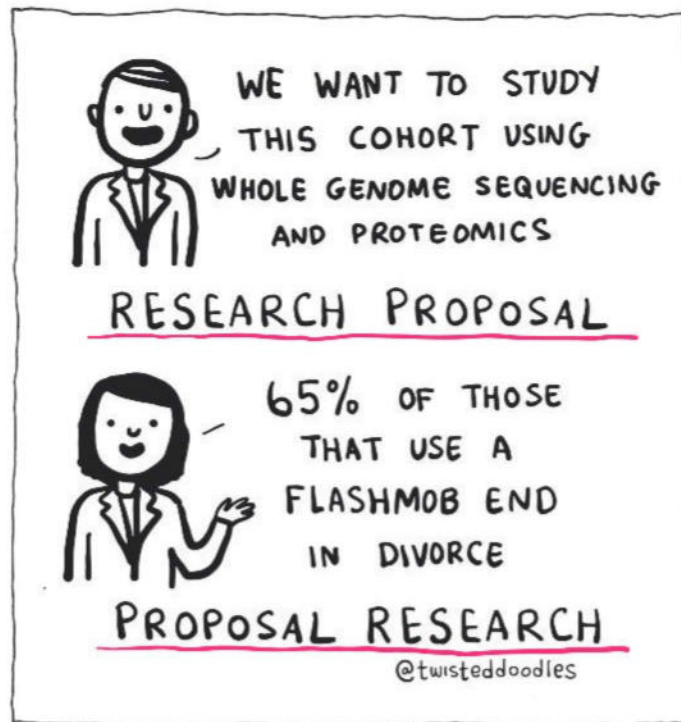 WE WANT TO STUDY
THIS COHORT USING
WHOLE GENOME SEQUENCING
AND PROTEOMICS
RESEARCH PROPOSAL
65% OF THOSE
THAT USE A
FLASHMOB END
IN DIVORCE
PROPOSAL RESEARCH
@twisteddoodles